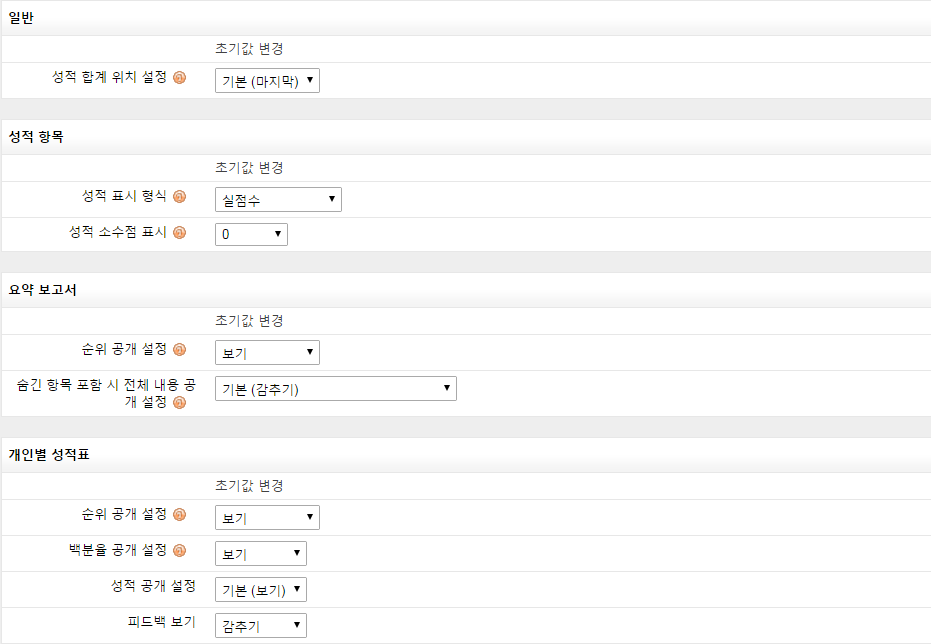 일반
초기값 변경
성적 합계 위치 설정 기본 (마지막)
성적 항목
초기값 변경
성적 표시 형식 실점수
성적 소수점 표시 0
요약 보고서
초기값 변경
순위 공개 설정 보기
숨긴 항목 포함 시 전체 내용 공
개 설정 기본 (감추기)
개인별 성적표
초기값 변경
순위 공개 설정 보기
백분율 공개 설정 보기
성적 공개 설정 기본 (보기)
피드백 보기 감추기